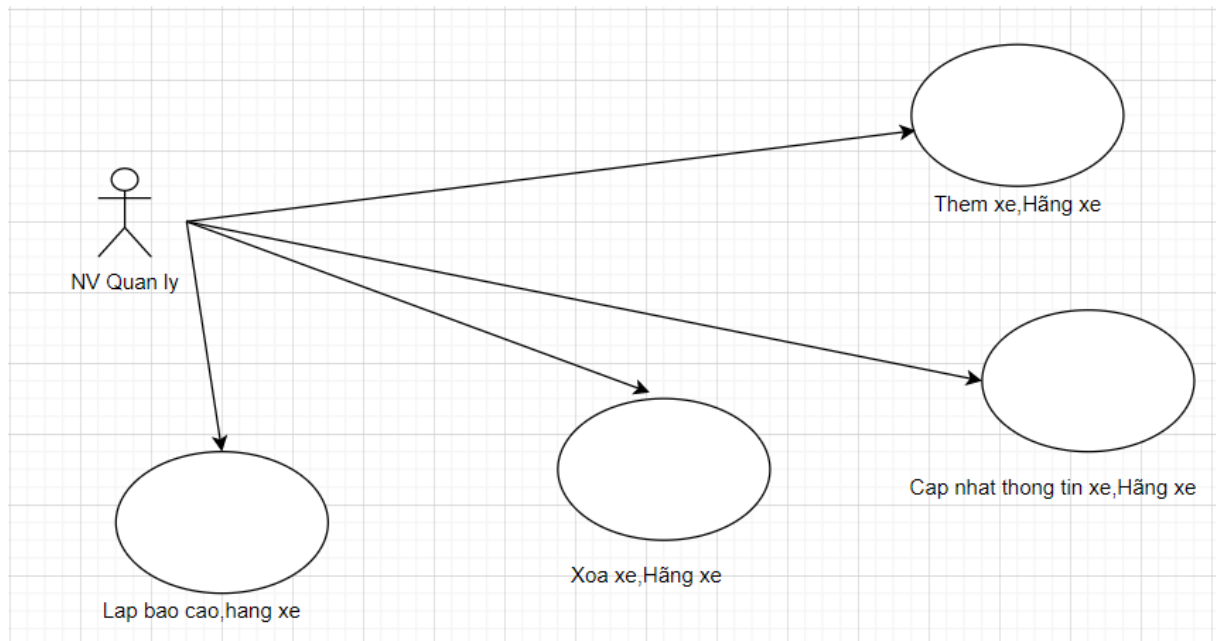 Them xe,Hãng xe
NV Quan ly
Cap nhat thong tin xe,Hãng xe
Xoa xe,Hãng xe
Lap bao cao,hang xe